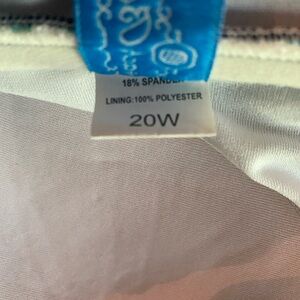 18% SPANDEX
LINING:100% POLYESTER
20W